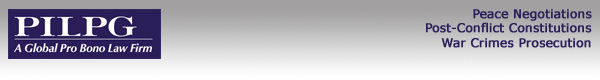 PILPG
A Global Pro Bono Law Firm
Peace Negotiations
Post-Conflict Constitutions
War Crimes Prosecution